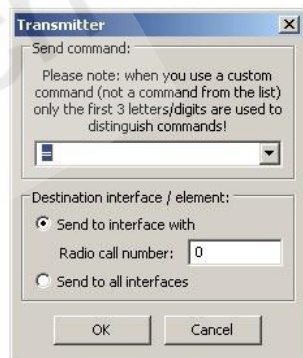 Transmitter
Send command:
Please note: when you use a custom
command (not a command from the list)
only the first 3 letters/digits are used to
distinguish commands!
=
Destination interface / element:
Send to interface with
Radio call number: 0
Send to all interfaces
OK Cancel